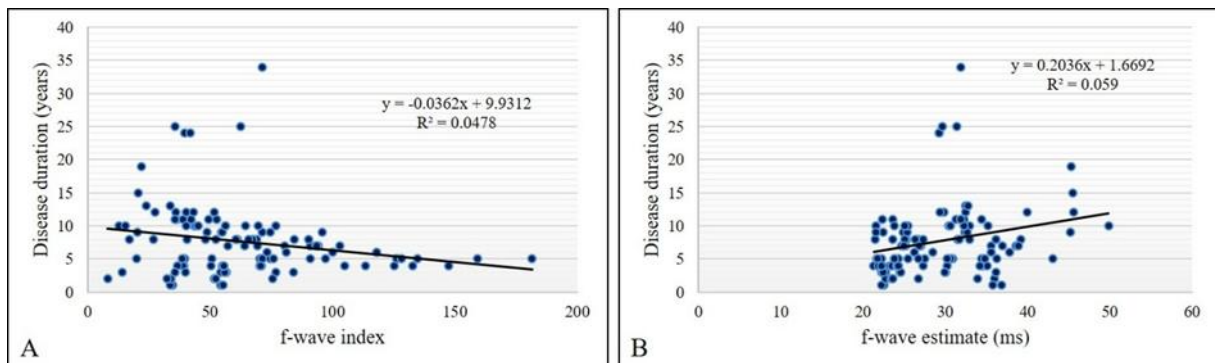 40
35
30
25
20
15
10
5
0
Disease duration (years)
y = -0.0362x + 9.9312
R² = 0.0478
0 50 100 150 200
f-wave index
A
40
35
30
25
20
15
10
5
0
Disease duration (years)
y = 0.2036x + 1.6692
R² = 0.059
0 10 20 30 40 50 60
f-wave estimate (ms)
B